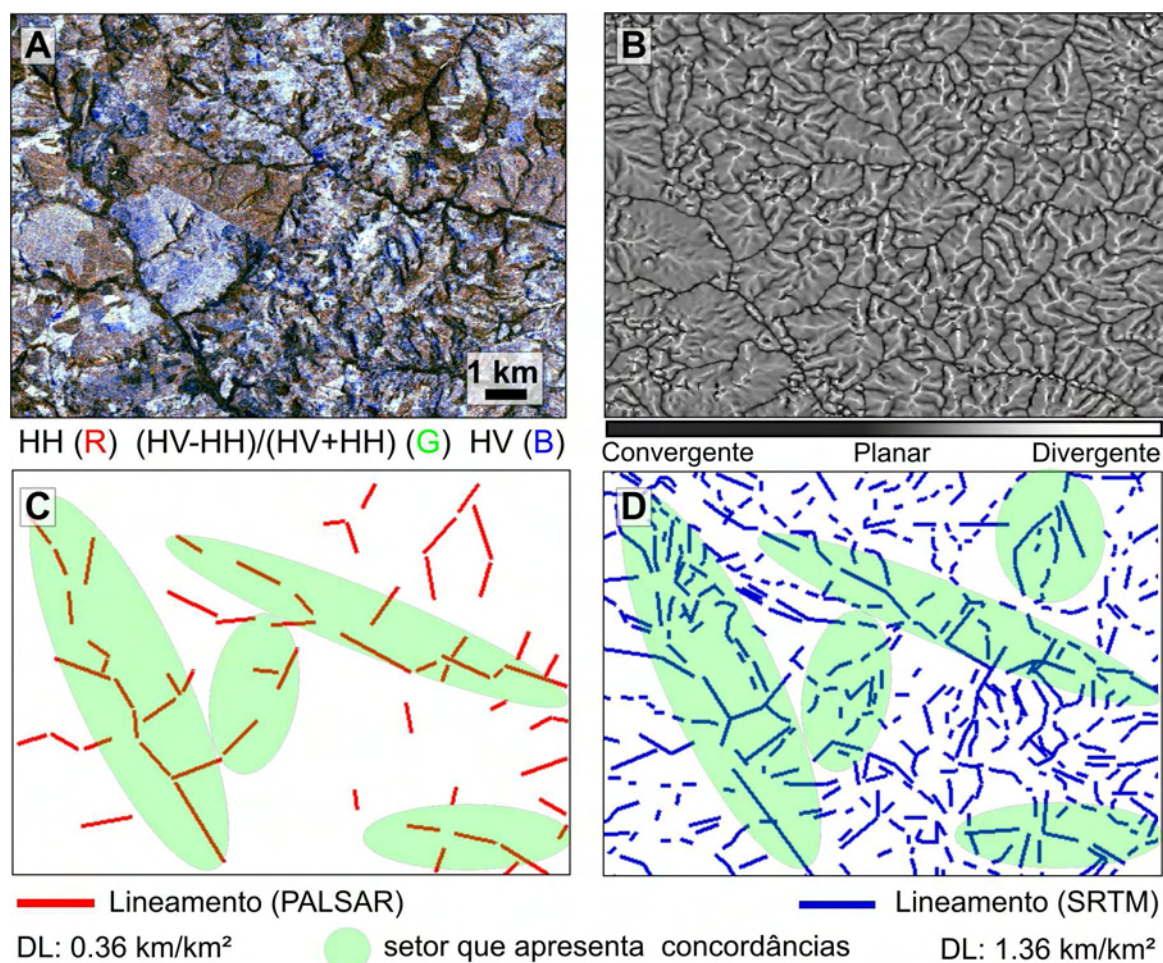 A
B
1 km
HH (R) (HV-HH)/(HV+HH) (G) HV (B)
Convergente Planar Divergente
C
D
Lineamento (PALSAR)
Lineamento (SRTM)
DL: 0.36 km/km²
setor que apresenta concordâncias
DL: 1.36 km/km²